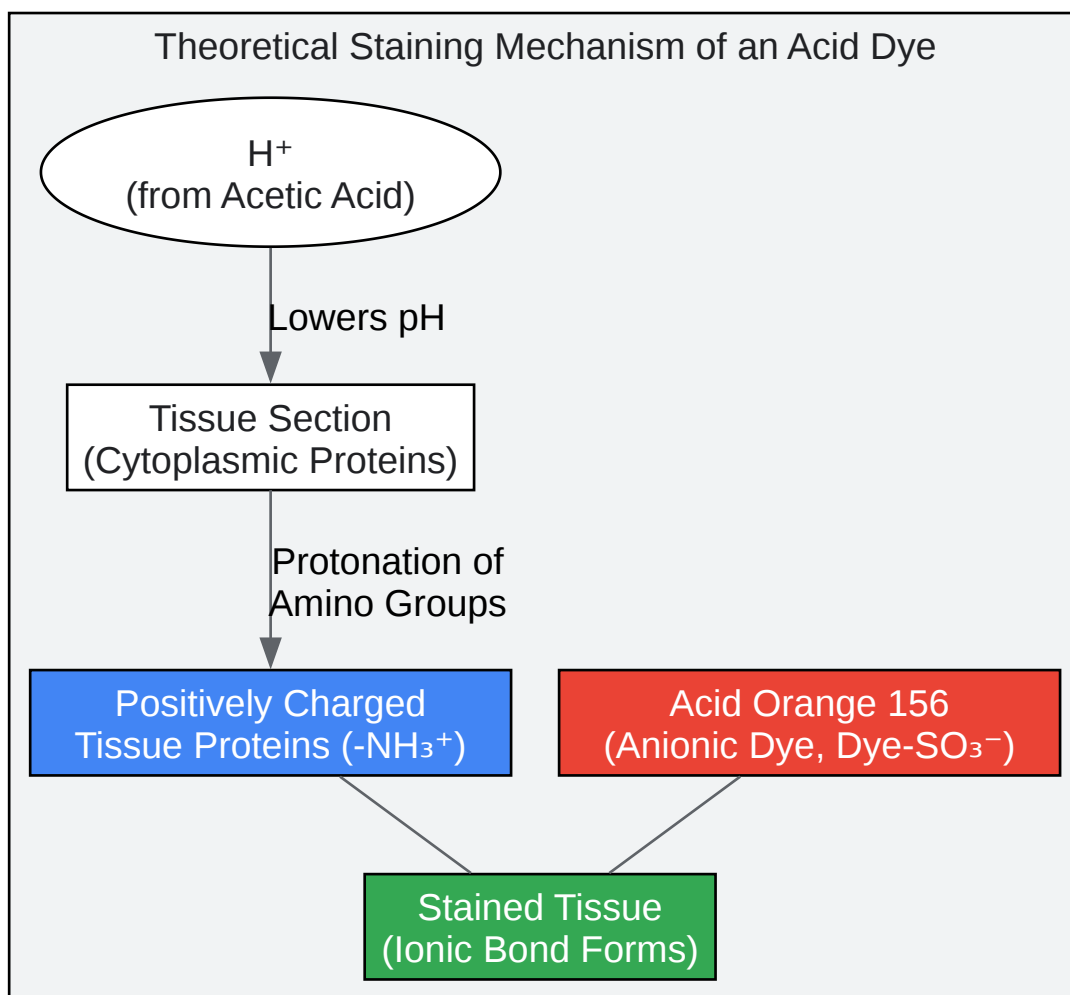 Theoretical Staining Mechanism of an Acid Dye
H⁺
(from Acetic Acid)
Lowers pH
Tissue Section
(Cytoplasmic Proteins)
Protonation of
Amino Groups
Positively Charged
Tissue Proteins (-NH₃⁺)
Acid Orange 156
(Anionic Dye, Dye-SO₃⁻)
Stained Tissue
(Ionic Bond Forms)